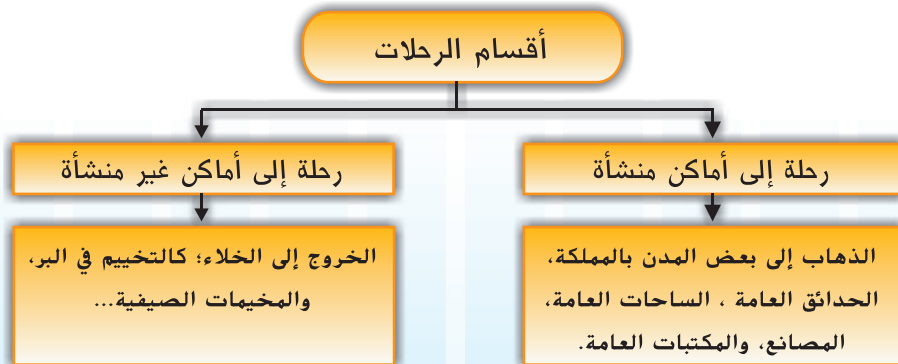 أقسام الرحلات
رحلة إلى أماكن منشأة
الذهاب إلى بعض المدن بالمملكة،
الحدائق العامة ، الساحات العامة،
المصانع، والمكتبات العامة.
رحلة إلى أماكن غير منشأة
الخروج إلى الخلاء؛ كالتخييم في البر،
والمخيمات الصيفية...